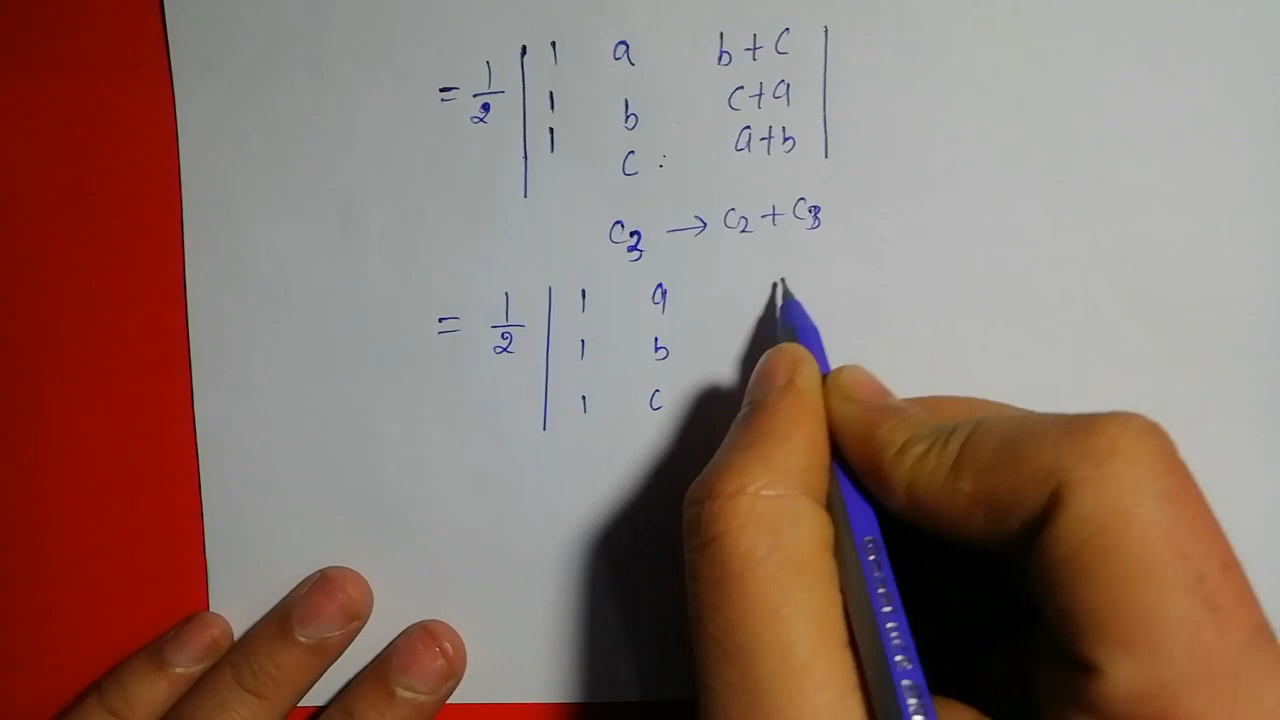 = 1/2 | 1 a b+c |
1 b c+a
1 c a+b
C3 → C2 + C3
= 1/2 | 1 a
1 b
1 c